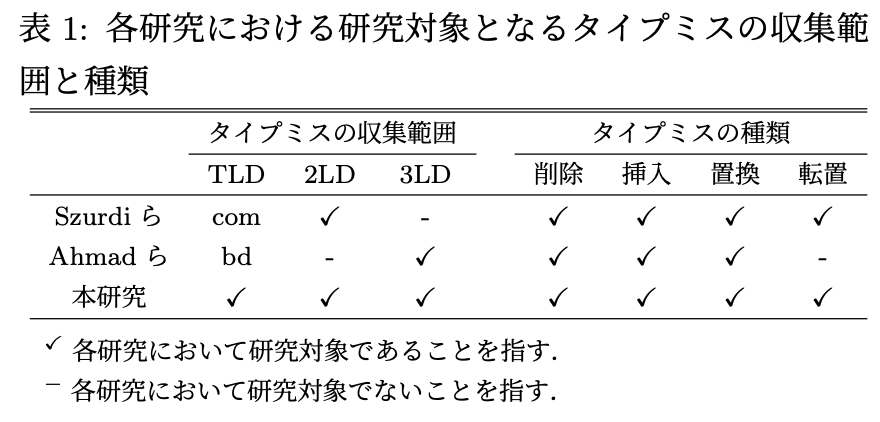 表 1: 各研究における研究対象となるタイプミスの収集範
囲と種類
タイプミスの収集範囲 タイプミスの種類
TLD 2LD 3LD 削除 挿入 置換 転置
Szurdi ら com ✓ - ✓ ✓ ✓ ✓
Ahmad ら bd - ✓ ✓ ✓ ✓ -
本研究 ✓ ✓ ✓ ✓ ✓ ✓ ✓
✓ 各研究において研究対象であることを指す.
− 各研究において研究対象でないことを指す.